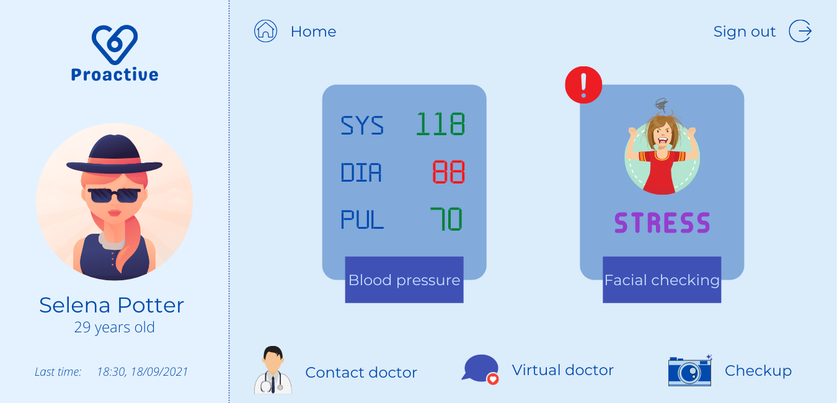 Proactive
Selena Potter
29 years old
Last time: 18:30, 18/09/2021
Home
Sign out
SYS 118
DIA 88
PUL 70
Blood pressure
!
STRESS
Facial checking
Contact doctor
Virtual doctor
Checkup